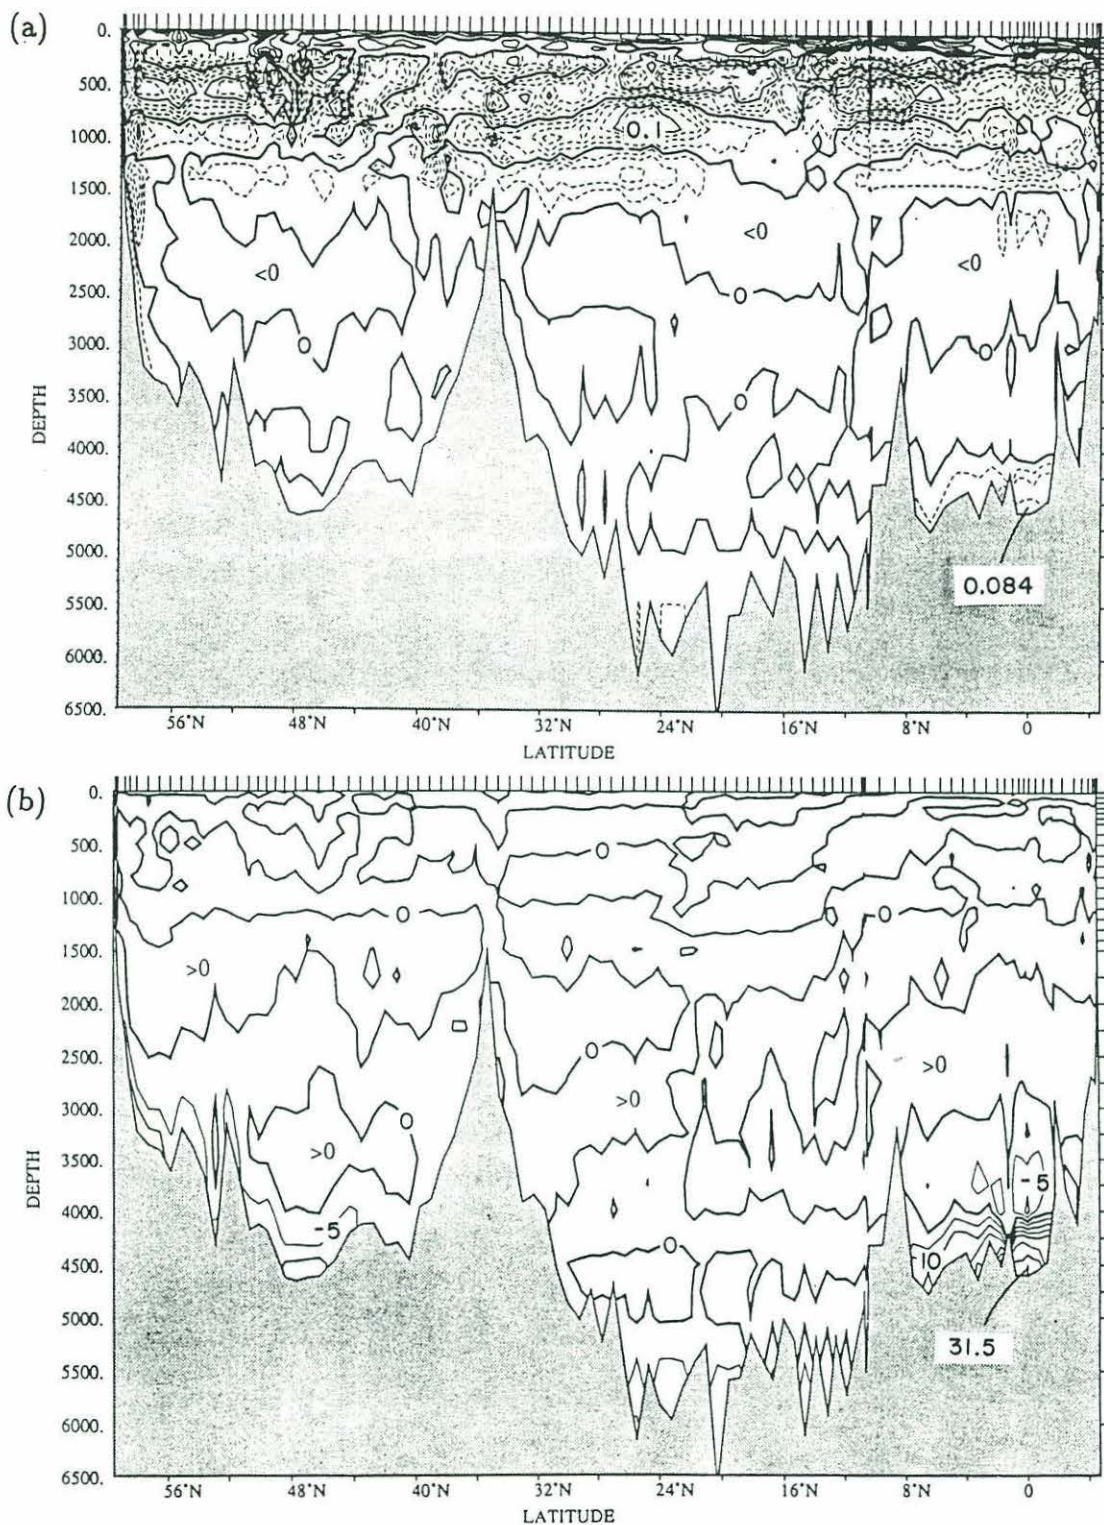 (a)
0.
500.
1000.
1500.
2000.
2500.
3000.
3500.
4000.
4500.
5000.
5500.
6000.
6500.
DEPTH
0.1
<0
<0
<0
0
0
0
0
0.084
56°N
48°N
40°N
32°N
24°N
16°N
8°N
0
LATITUDE
(b)
0.
500.
1000.
1500.
2000.
2500.
3000.
3500.
4000.
4500.
5000.
5500.
6000.
6500.
DEPTH
0
0
0
>0
0
>0
>0
0
>0
-5
-5
0
-10
31.5
56°N
48°N
40°N
32°N
24°N
16°N
8°N
0
LATITUDE